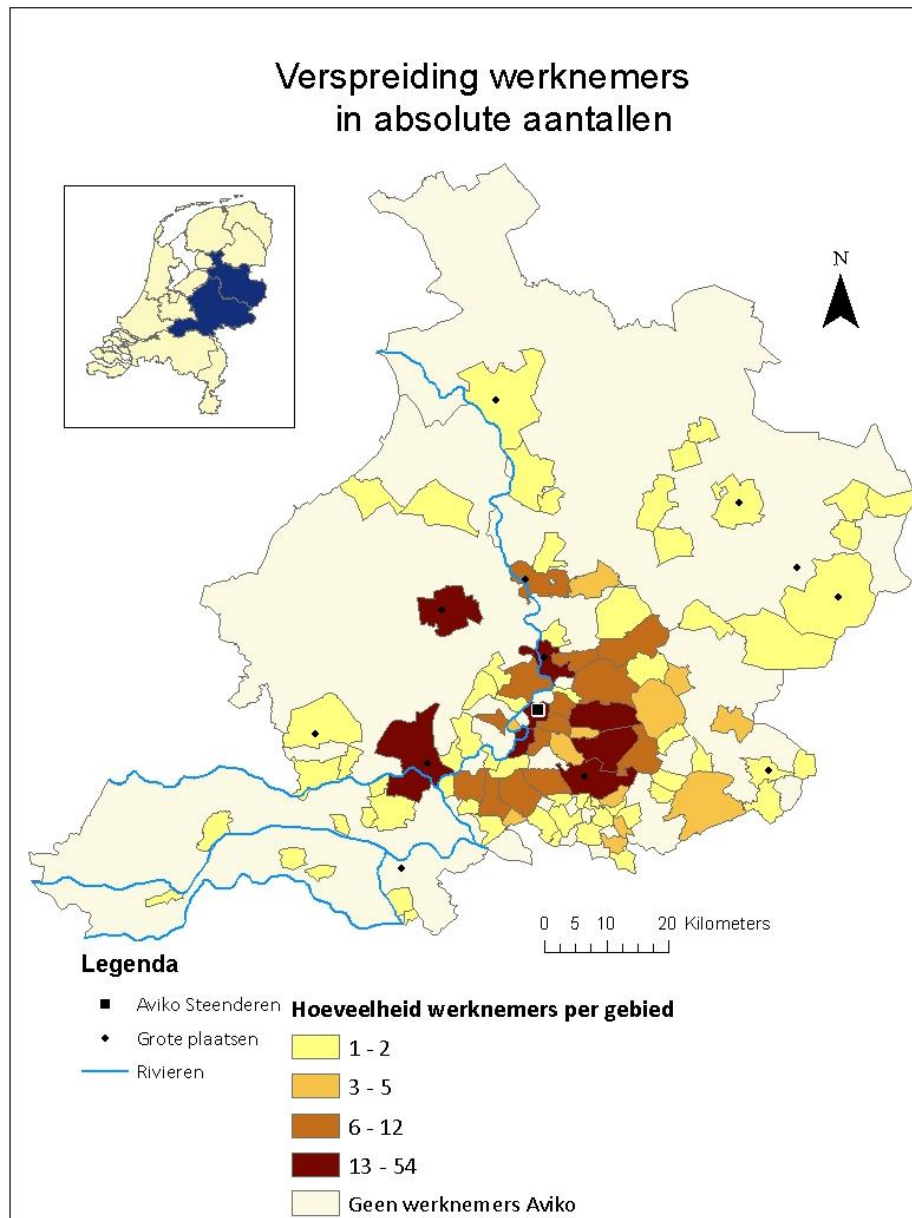 Verspreiding werknemers
in absolute aantallen
N
0 5 10 20 Kilometers
Legenda
Aviko Steenderen
Grote plaatsen
Rivieren
Hoeveelheid werknemers per gebied
1 - 2
3 - 5
6 - 12
13 - 54
Geen werknemers Aviko